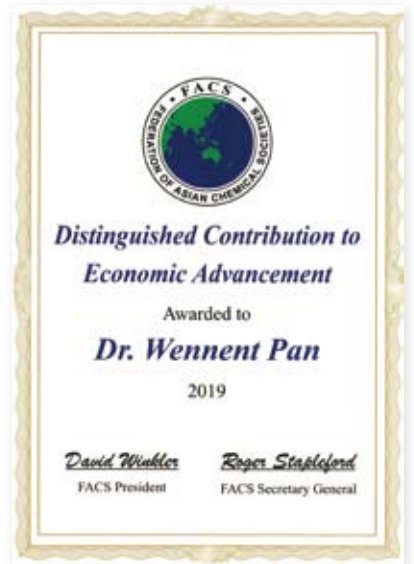 FACS
FEDERATION OF ASIAN CHEMICAL SOCIETIES
Distinguished Contribution to
Economic Advancement
Awarded to
Dr. Wennent Pan
2019
David Winkler
Roger Stapleford
FACS President
FACS Secretary General